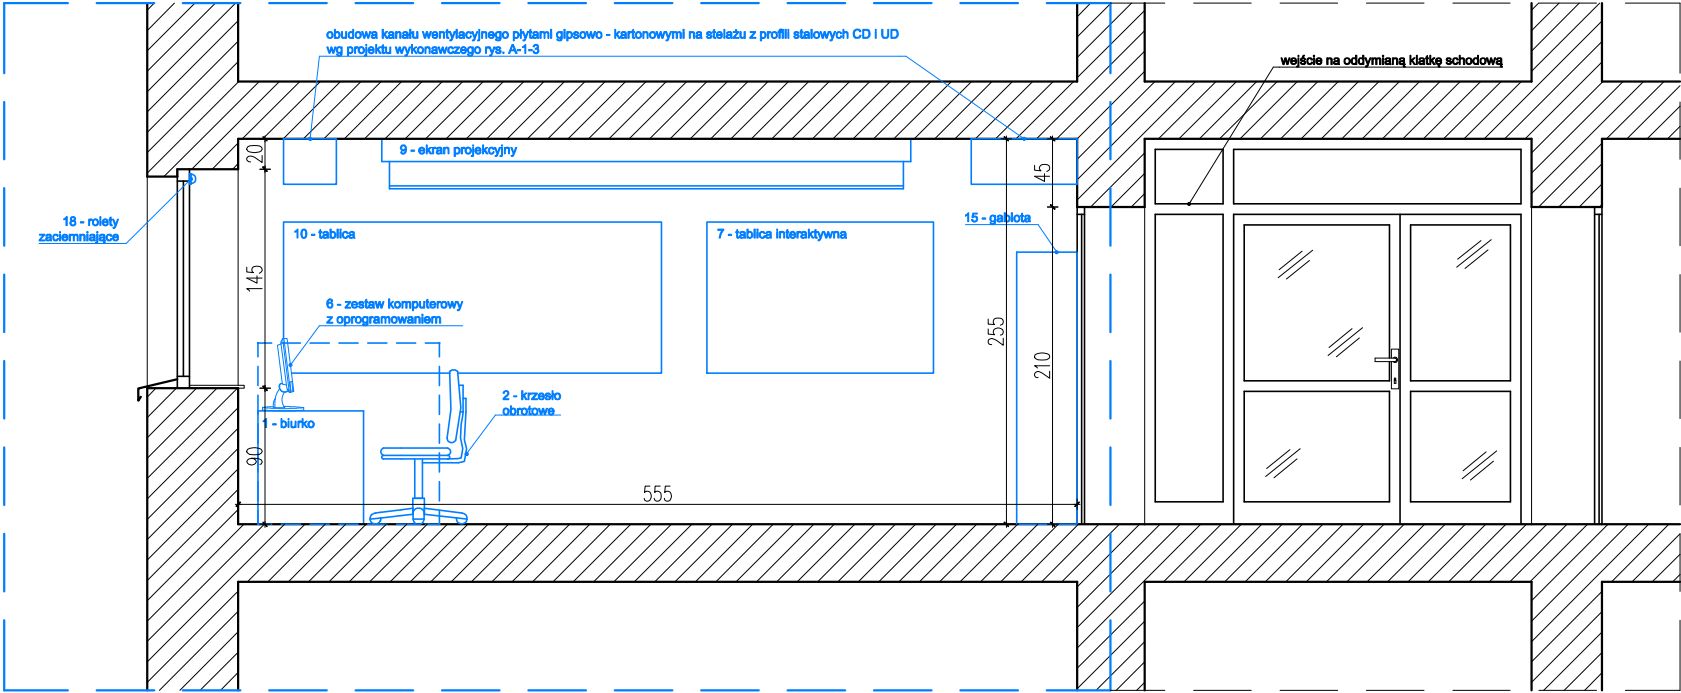 obudowa kanału wentylacyjnego płytami gipsowo - kartonowymi na stelażu z profili stalowych CD i UD
wg projektu wykonawczego rys. A-1-3
wejście na oddymianą klatkę schodową
9 - ekran projekcyjny
20
45
18 - rolety
zaciemniające
10 - tablica
7 - tablica interaktywna
15 - gablota
145
6 - zestaw komputerowy
z oprogramowaniem
255
210
2 - krzesło
obrotowe
1 - biurko
90
555